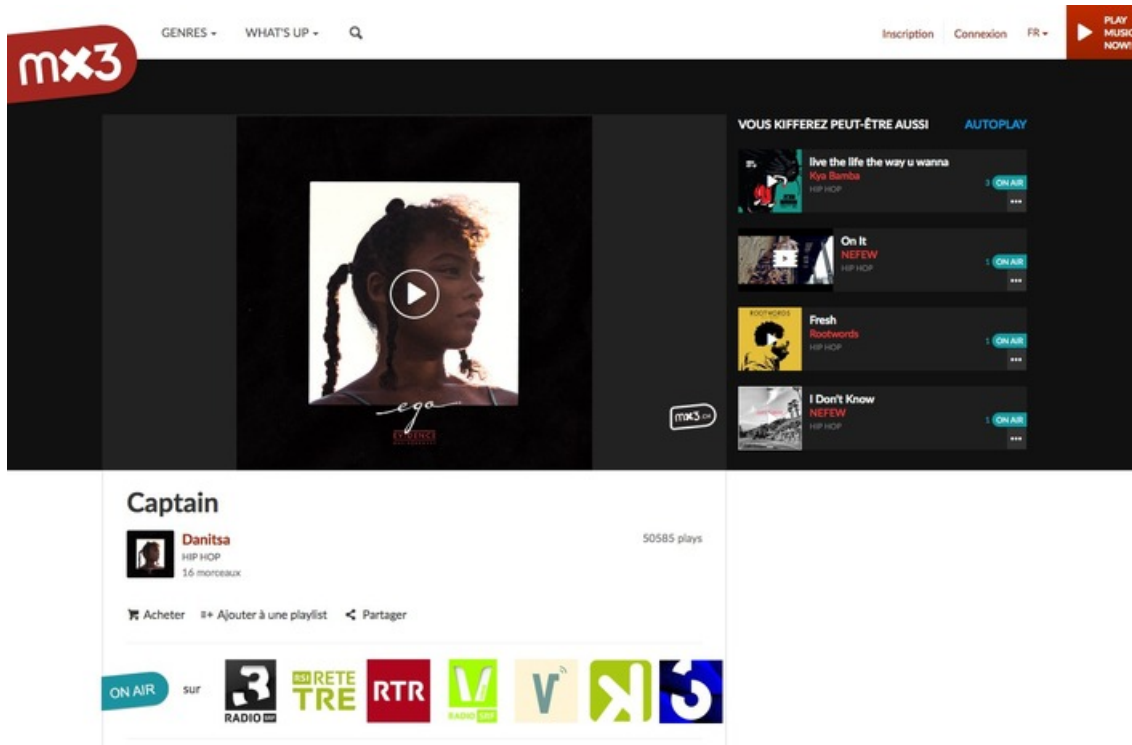 mx3
GENRES
WHAT'S UP
Inscription
Connexion
FR
PLAY
MUSIC
NOW!
ego
EVIDENCE
mx3.CH
VOUS KIFFEREZ PEUT-ÊTRE AUSSI
AUTOPLAY
live the life the way u wanna
Kya Bamba
HIP HOP
3 ON AIR
On It
NEFEW
HIP HOP
1 ON AIR
ROOTWORDS
Fresh
Rootwords
HIP HOP
1 ON AIR
I Don't Know
NEFEW
HIP HOP
1 ON AIR
Captain
Danitsa
HIP HOP
16 morceaux
50585 plays
Acheter
Ajouter à une playlist
Partager
ON AIR
sur
3
RADIO SRF
RSI RETE
TRE
RTR
V
RADIO SRF
V
K
3